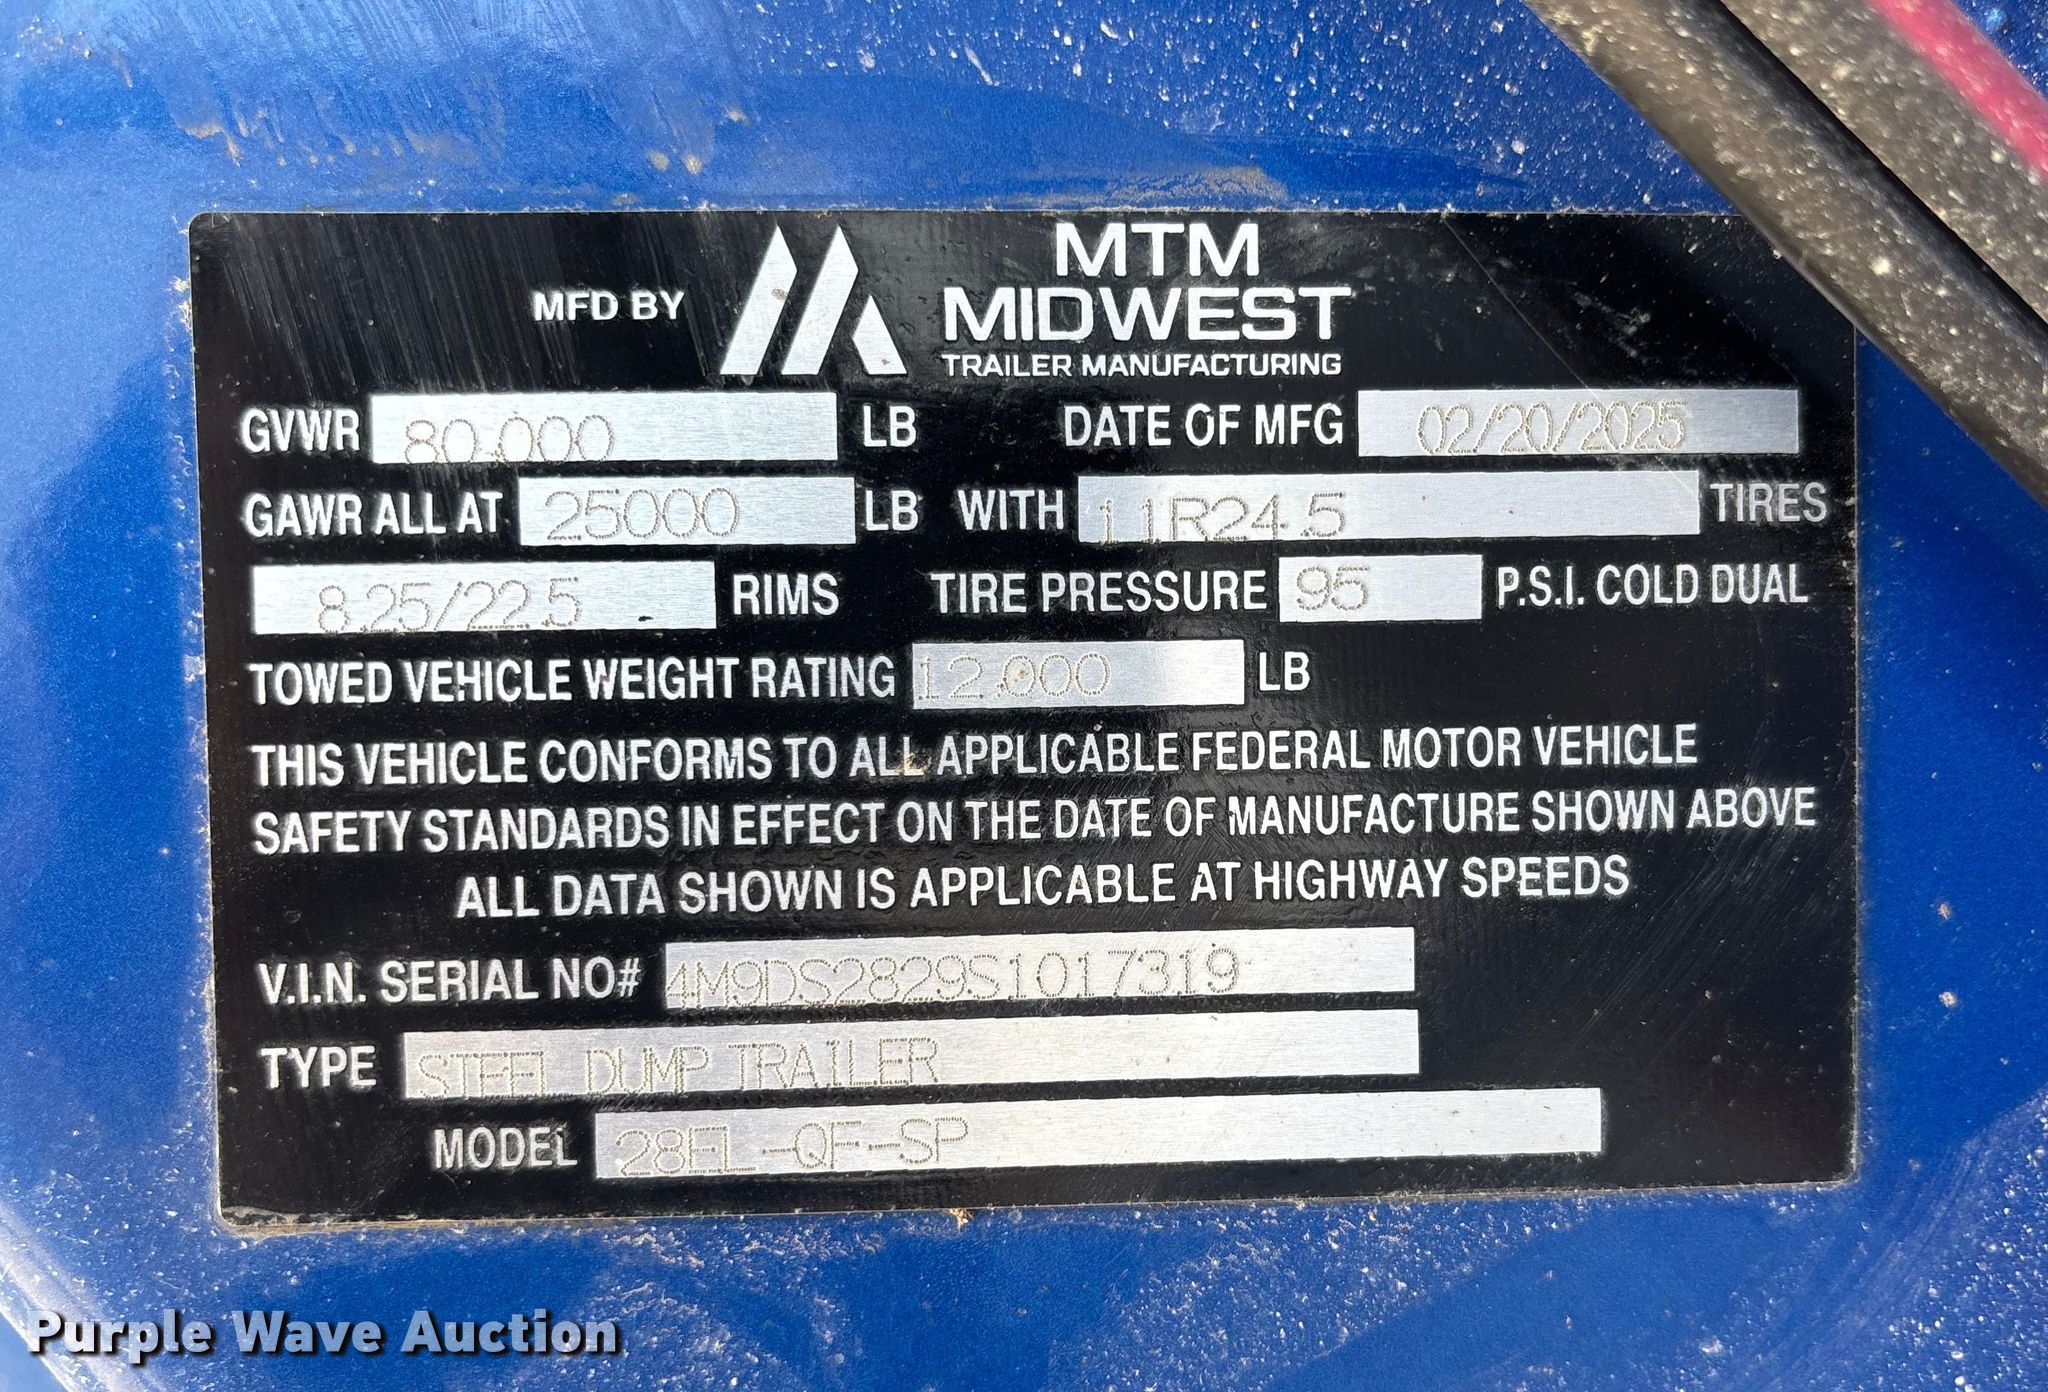 MFD BY MTM
MIDWEST
TRAILER MANUFACTURING
GVWR 80,000 LB DATE OF MFG 02/20/2025
GAWR ALL AT 25000 LB WITH 11R24.5 TIRES
8.25/22.5 RIMS TIRE PRESSURE 95 P.S.I. COLD DUAL
TOWED VEHICLE WEIGHT RATING 12,000 LB
THIS VEHICLE CONFORMS TO ALL APPLICABLE FEDERAL MOTOR VEHICLE
SAFETY STANDARDS IN EFFECT ON THE DATE OF MANUFACTURE SHOWN ABOVE
ALL DATA SHOWN IS APPLICABLE AT HIGHWAY SPEEDS
V.I.N. SERIAL NO# 4M9DS2829S1017319
TYPE STEEL DUMP TRAILER
MODEL 28FL-QF-SP
Purple Wave Auction